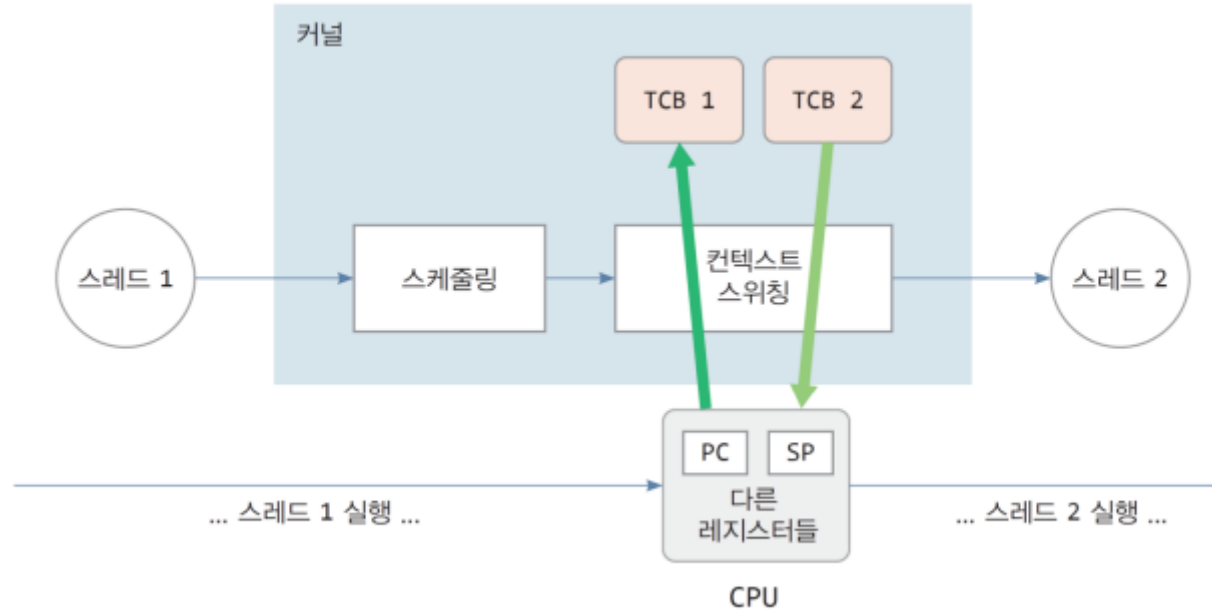 커널
TCB 1
TCB 2
스레드 1
스케줄링
컨텍스트
스위칭
스레드 2
PC
SP
다른
레지스터들
... 스레드 1 실행 ...
... 스레드 2 실행 ...
CPU